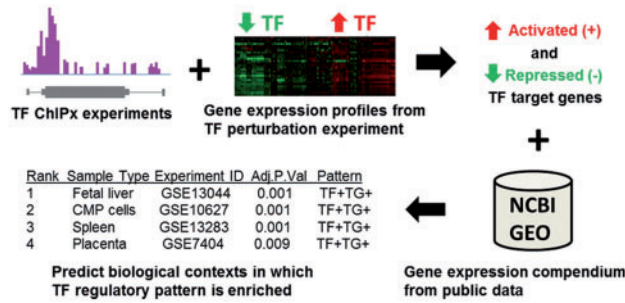 TF TF
Activated (+)
and
Repressed (-)
TF target genes
TF ChIPx experiments
Gene expression profiles from
TF perturbation experiment
Rank Sample Type Experiment ID Adj.P.Val Pattern
1 Fetal liver GSE13044 0.001 TF+TG+
2 CMP cells GSE10627 0.001 TF+TG+
3 Spleen GSE13283 0.001 TF+TG+
4 Placenta GSE7404 0.009 TF+TG+
NCBI
GEO
Predict biological contexts in which
TF regulatory pattern is enriched
Gene expression compendium
from public data